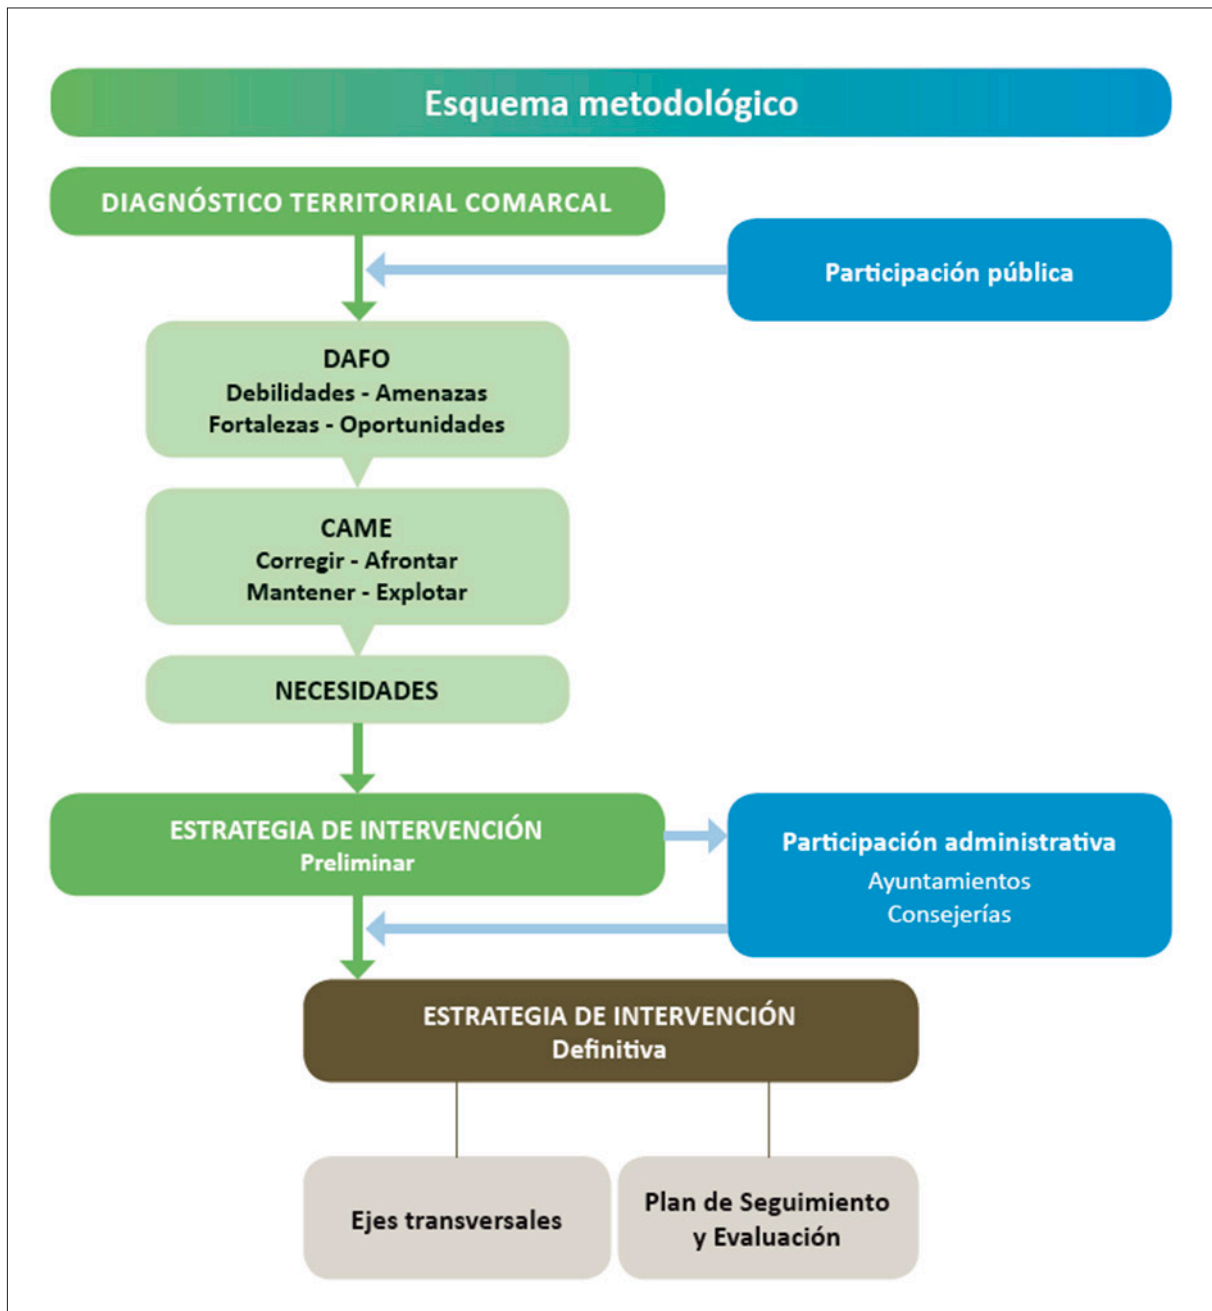 Esquema metodológico
DIAGNÓSTICO TERRITORIAL COMARCAL
Participación pública
DAFO
Debilidades - Amenazas
Fortalezas - Oportunidades
CAME
Corregir - Afrontar
Mantener - Explotar
NECESIDADES
ESTRATEGIA DE INTERVENCIÓN
Preliminar
Participación administrativa
Ayuntamientos
Consejerías
ESTRATEGIA DE INTERVENCIÓN
Definitiva
Ejes transversales
Plan de Seguimiento
y Evaluación